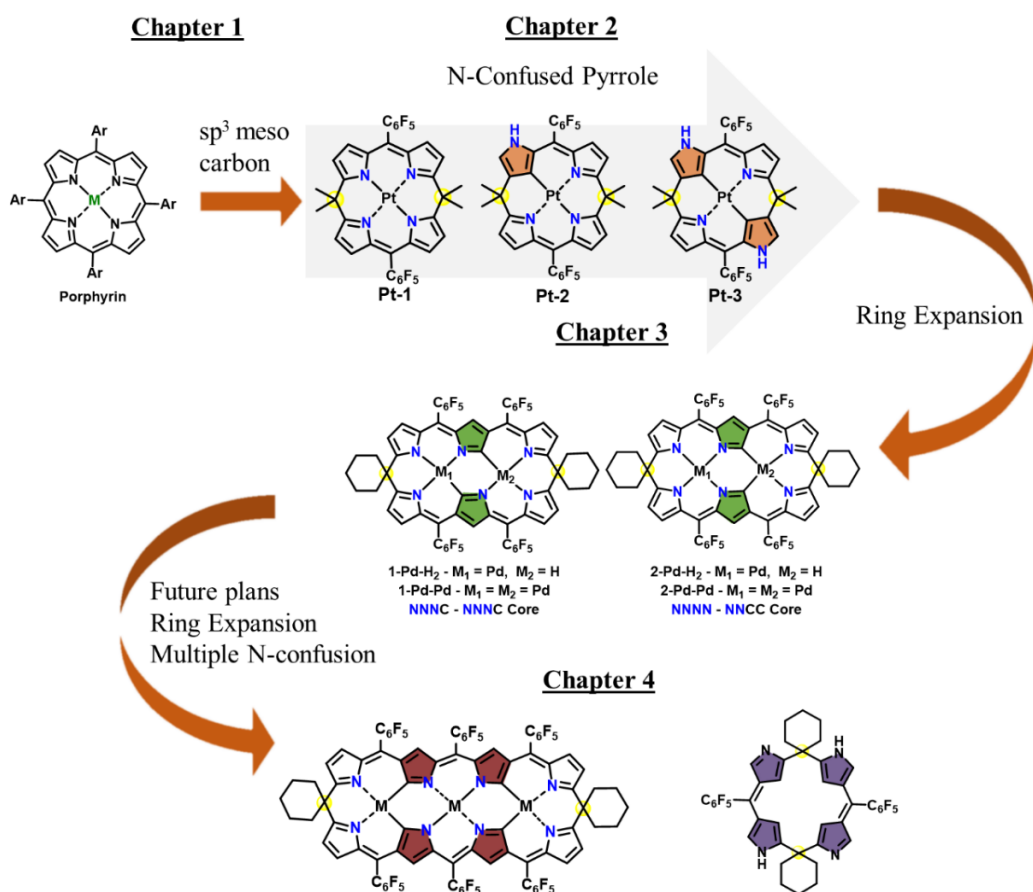 Chapter 1
Chapter 2
N-Confused Pyrrole
sp³ meso
carbon
Ar
Ar
Ar
Ar
M
N
N
N
N
Porphyrin
C₆F₅
N
N
Pt
N
N
C₆F₅
Pt-1
H
N
C₆F₅
N
Pt
N
N
C₆F₅
Pt-2
H
N
C₆F₅
N
Pt
N
C₆F₅
N
H
Pt-3
Ring Expansion
Chapter 3
C₆F₅ C₆F₅
N N N
M₁ M₂
N N N
C₆F₅ C₆F₅
1-Pd-H₂ - M₁ = Pd, M₂ = H
1-Pd-Pd - M₁ = M₂ = Pd
NNNC - NNNC Core
C₆F₅ C₆F₅
N N N
M₁ M₂
N N N
C₆F₅ C₆F₅
2-Pd-H₂ - M₁ = Pd, M₂ = H
2-Pd-Pd - M₁ = M₂ = Pd
NNNN - NNCC Core
Future plans
Ring Expansion
Multiple N-confusion
Chapter 4
C₆F₅ C₆F₅ C₆F₅
N N N N
M M M
N N N N
C₆F₅ C₆F₅ C₆F₅
N H
N
C₆F₅ C₆F₅
N N
H